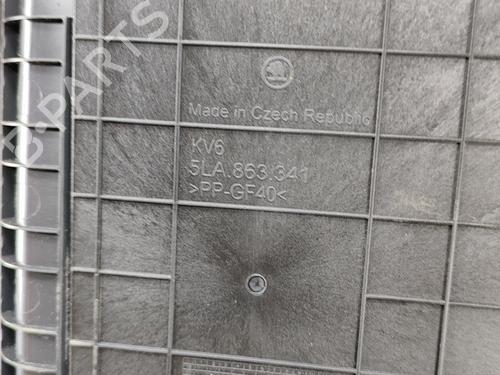 B-PARTS
Made in Czech Republic
KV6
5LA.863.341
>PP-GF40<